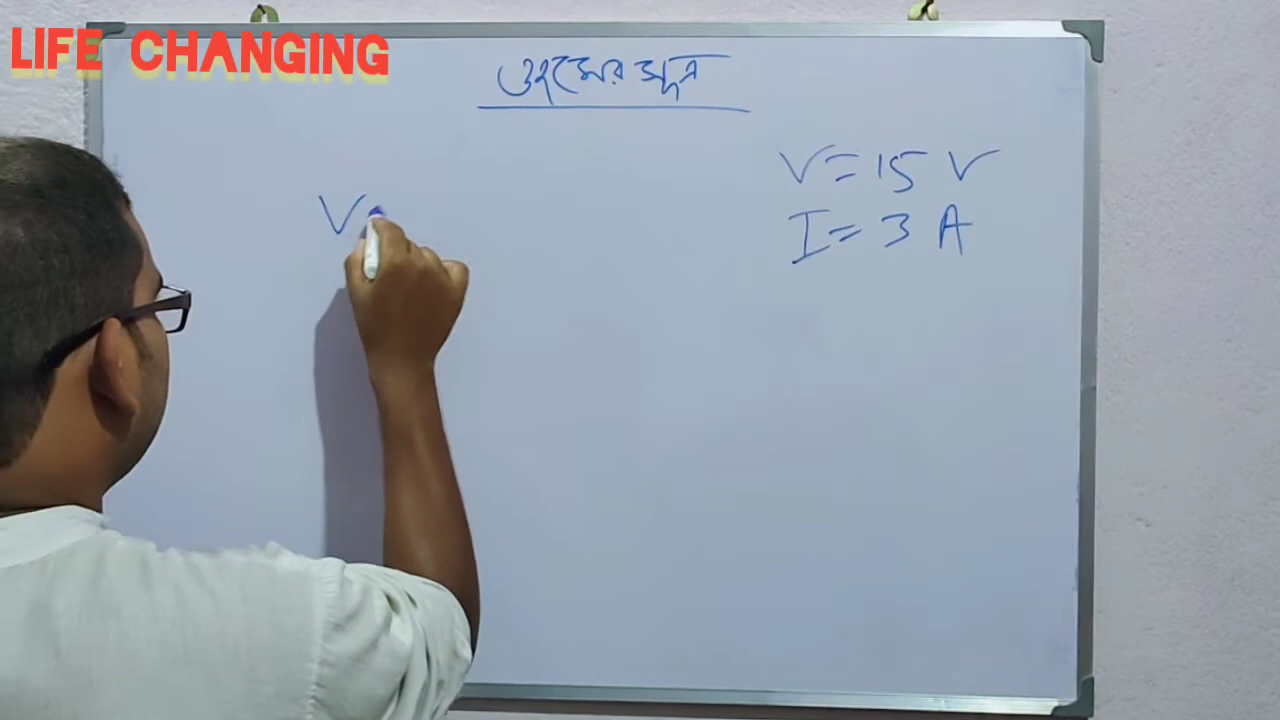 LIFE CHANGING
ওহমের সূত্র
V = 15 V
I = 3 A
V